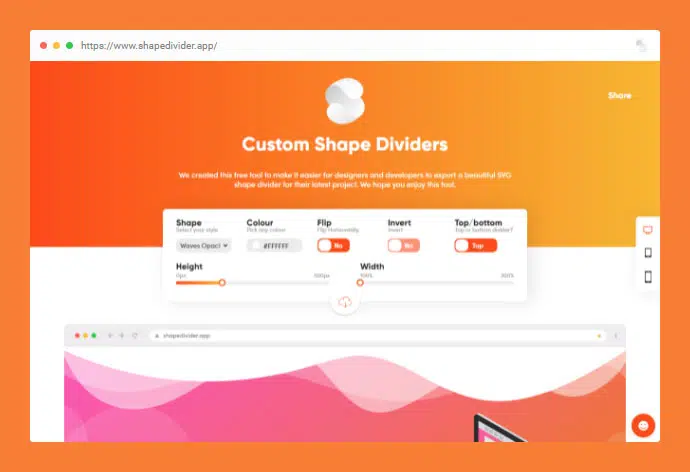 https://www.shapedivider.app/
Share
Custom Shape Dividers
We created this free tool to make it easier for designers and developers to export a beautiful SVG
shape divider for their latest project. We hope you enjoy this tool.
Shape Colour Flip Invert Top/bottom
Select your style Pick any colour Flip Horizontally Invert Top or bottom divider?
Waves Opaci #FFFFFF No No Top
Height Width
0px 500px 100% 300%
shapedivider.app